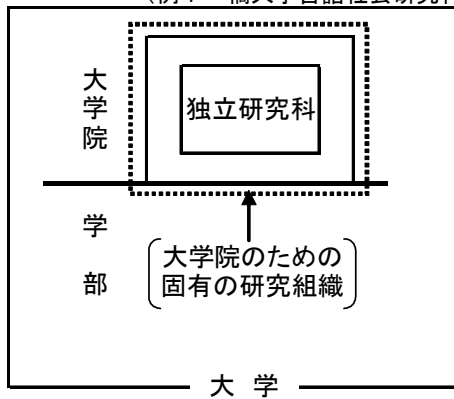 大学院
独立研究科
学部
大学院のための
固有の研究組織
大学